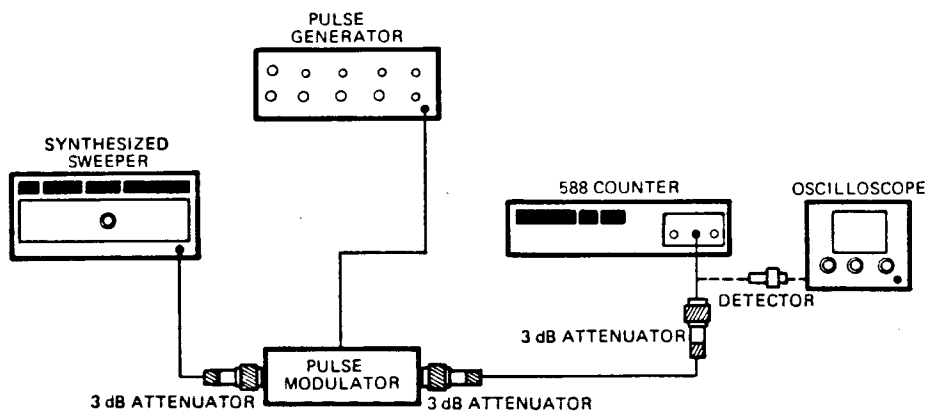 PULSE
GENERATOR
SYNTHESIZED
SWEEPER
588 COUNTER
OSCILLOSCOPE
DETECTOR
3 dB ATTENUATOR
PULSE
MODULATOR
3 dB ATTENUATOR
3 dB ATTENUATOR